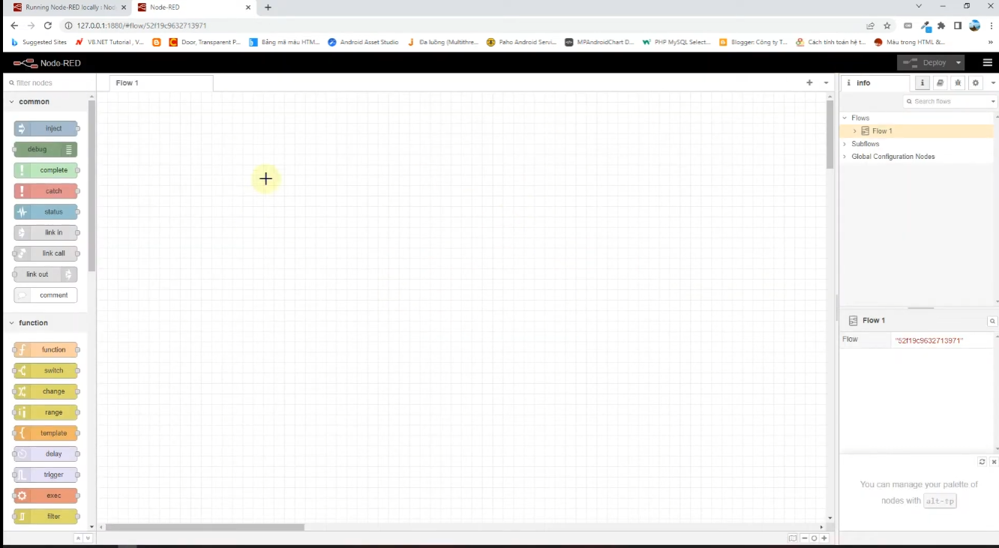 Running Node-RED locally : Nod
Node-RED
127.0.0.1:1880/#flow/52f19c9632713971
Suggested Sites
VB.NET Tutorial , V...
Door, Transparent P...
Bảng mã màu HTM...
Android Asset Studio
Đa luồng (Multithre...
Paho Android Servi...
MPAndroidChart D...
PHP MySQL Select...
Blogger: Công ty T...
Cách tính toán hệ t...
Màu trong HTML &...
Node-RED
Deploy
filter nodes
Flow 1
info
common
Search flows
Flows
Flow 1
Subflows
Global Configuration Nodes
inject
debug
complete
catch
status
link in
link call
link out
comment
function
function
switch
change
range
template
delay
trigger
exec
filter
Flow 1
Flow
"52f19c9632713971"
You can manage your palette of
nodes with alt-⇧p